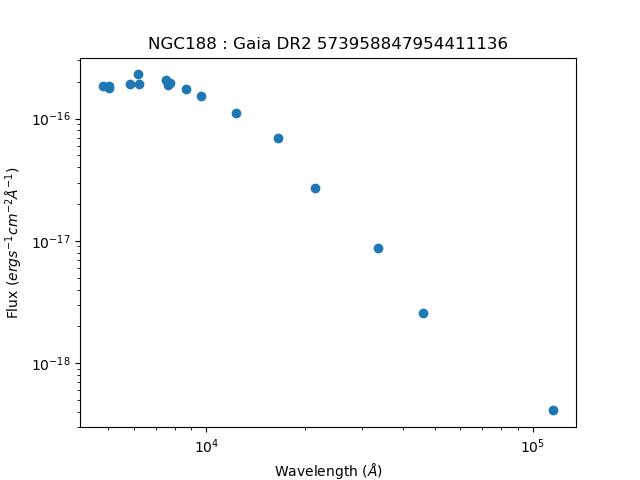 NGC188 : Gaia DR2 573958847954411136
Flux (ergs⁻¹cm⁻²Å⁻¹)
10⁻¹⁶
10⁻¹⁷
10⁻¹⁸
10⁴
10⁵
Wavelength (Å)